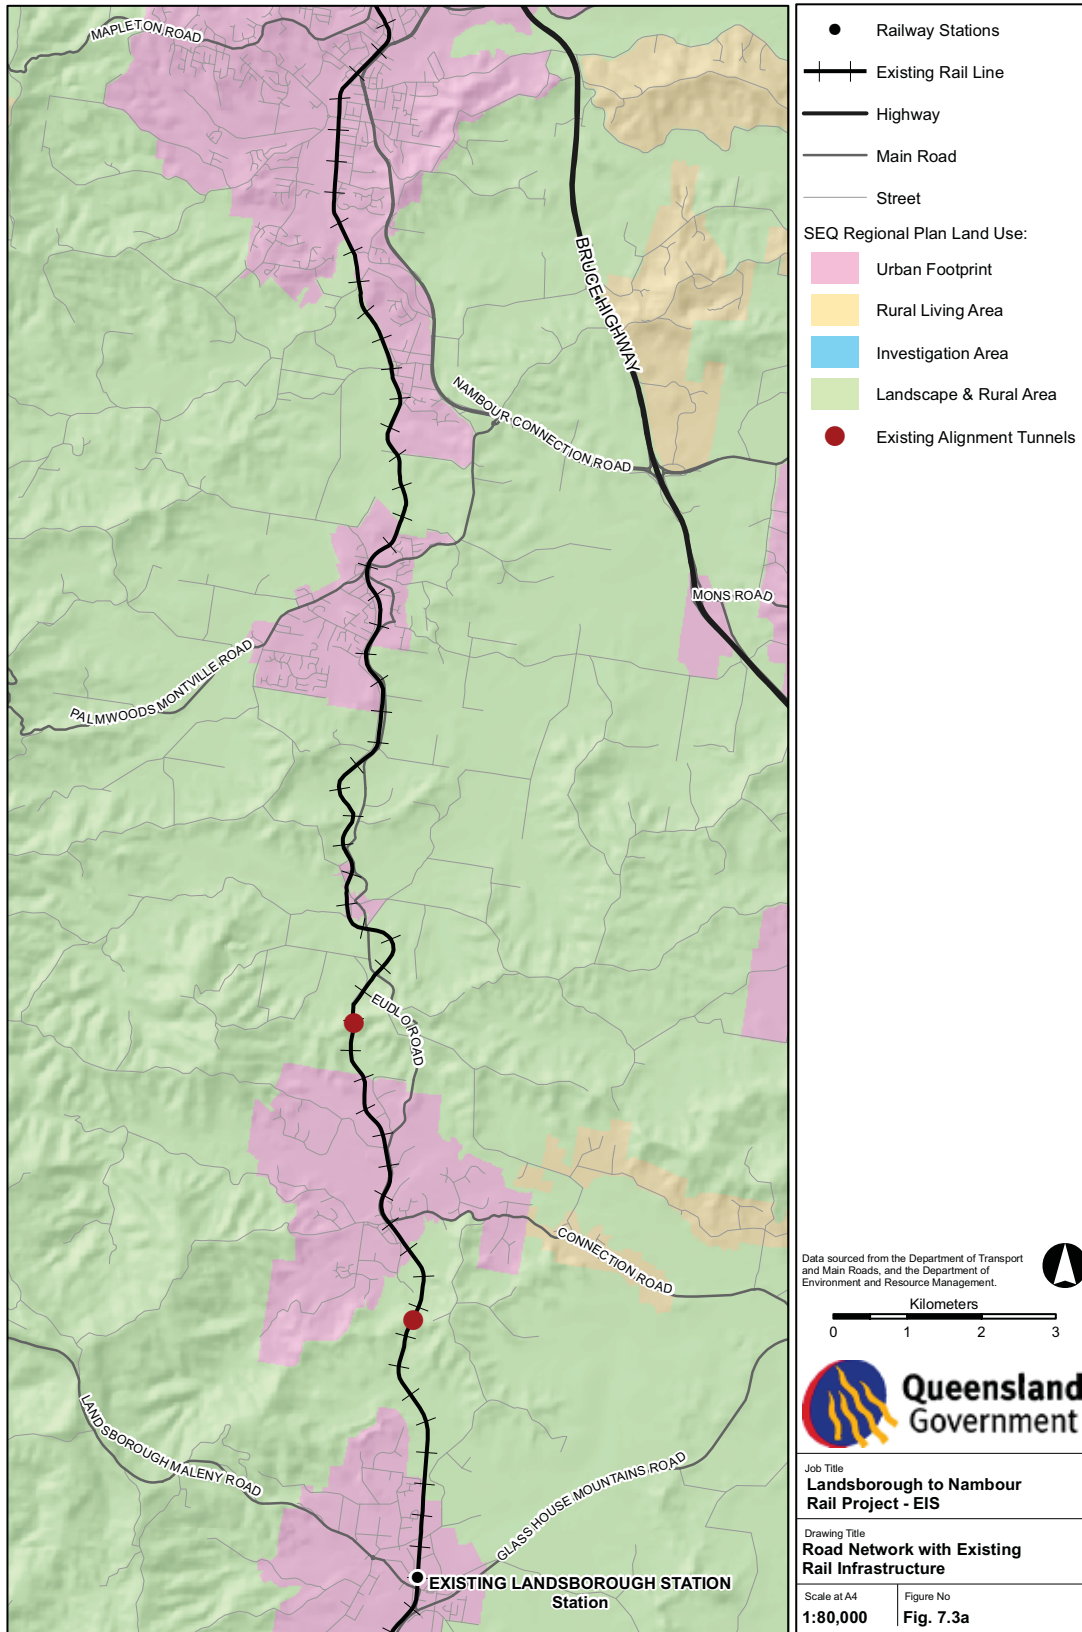 MAPLETON ROAD
BRUCE HIGHWAY
NAMBOUR CONNECTION ROAD
MONS ROAD
PALMWOODS MONTVILLE ROAD
EUDLO ROAD
CONNECTION ROAD
LANDSBOROUGH MALENY ROAD
GLASS HOUSE MOUNTAINS ROAD
EXISTING LANDSBOROUGH STATION
Station
Railway Stations
Existing Rail Line
Highway
Main Road
Street
SEQ Regional Plan Land Use:
Urban Footprint
Rural Living Area
Investigation Area
Landscape & Rural Area
Existing Alignment Tunnels
Data sourced from the Department of Transport
and Main Roads, and the Department of
Environment and Resource Management.
Kilometers
0 1 2 3
Queensland
Government
Job Title
Landsborough to Nambour
Rail Project - EIS
Drawing Title
Road Network with Existing
Rail Infrastructure
Scale at A4
1:80,000
Figure No
Fig. 7.3a